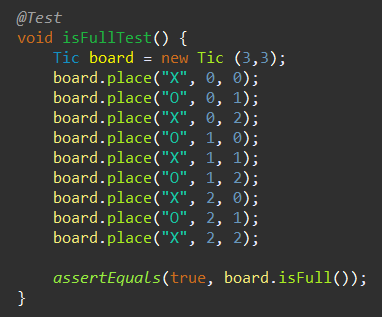 @Test
void isFullTest() {
    Tic board = new Tic (3,3);
    board.place("X", 0, 0);
    board.place("O", 0, 1);
    board.place("X", 0, 2);
    board.place("O", 1, 0);
    board.place("X", 1, 1);
    board.place("O", 1, 2);
    board.place("X", 2, 0);
    board.place("O", 2, 1);
    board.place("X", 2, 2);
    assertEquals(true, board.isFull());
}